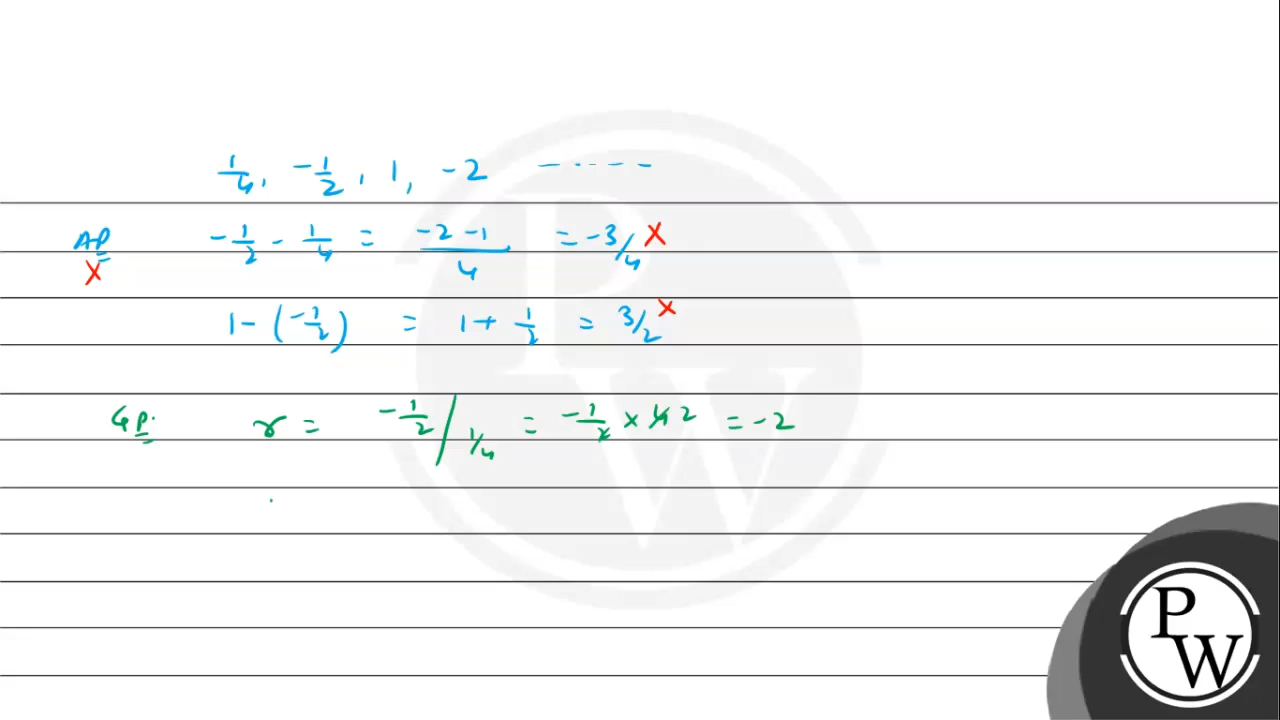 1/4, -1/2, 1, -2 -----
AP -1/2 - 1/4 = (-2-1)/4 = -3/4 X
X
1-(-1/2) = 1+ 1/2 = 3/2 X
GP. r = -1/2 / 1/4 = -1/2 x 4 2 = -2
PW
PW